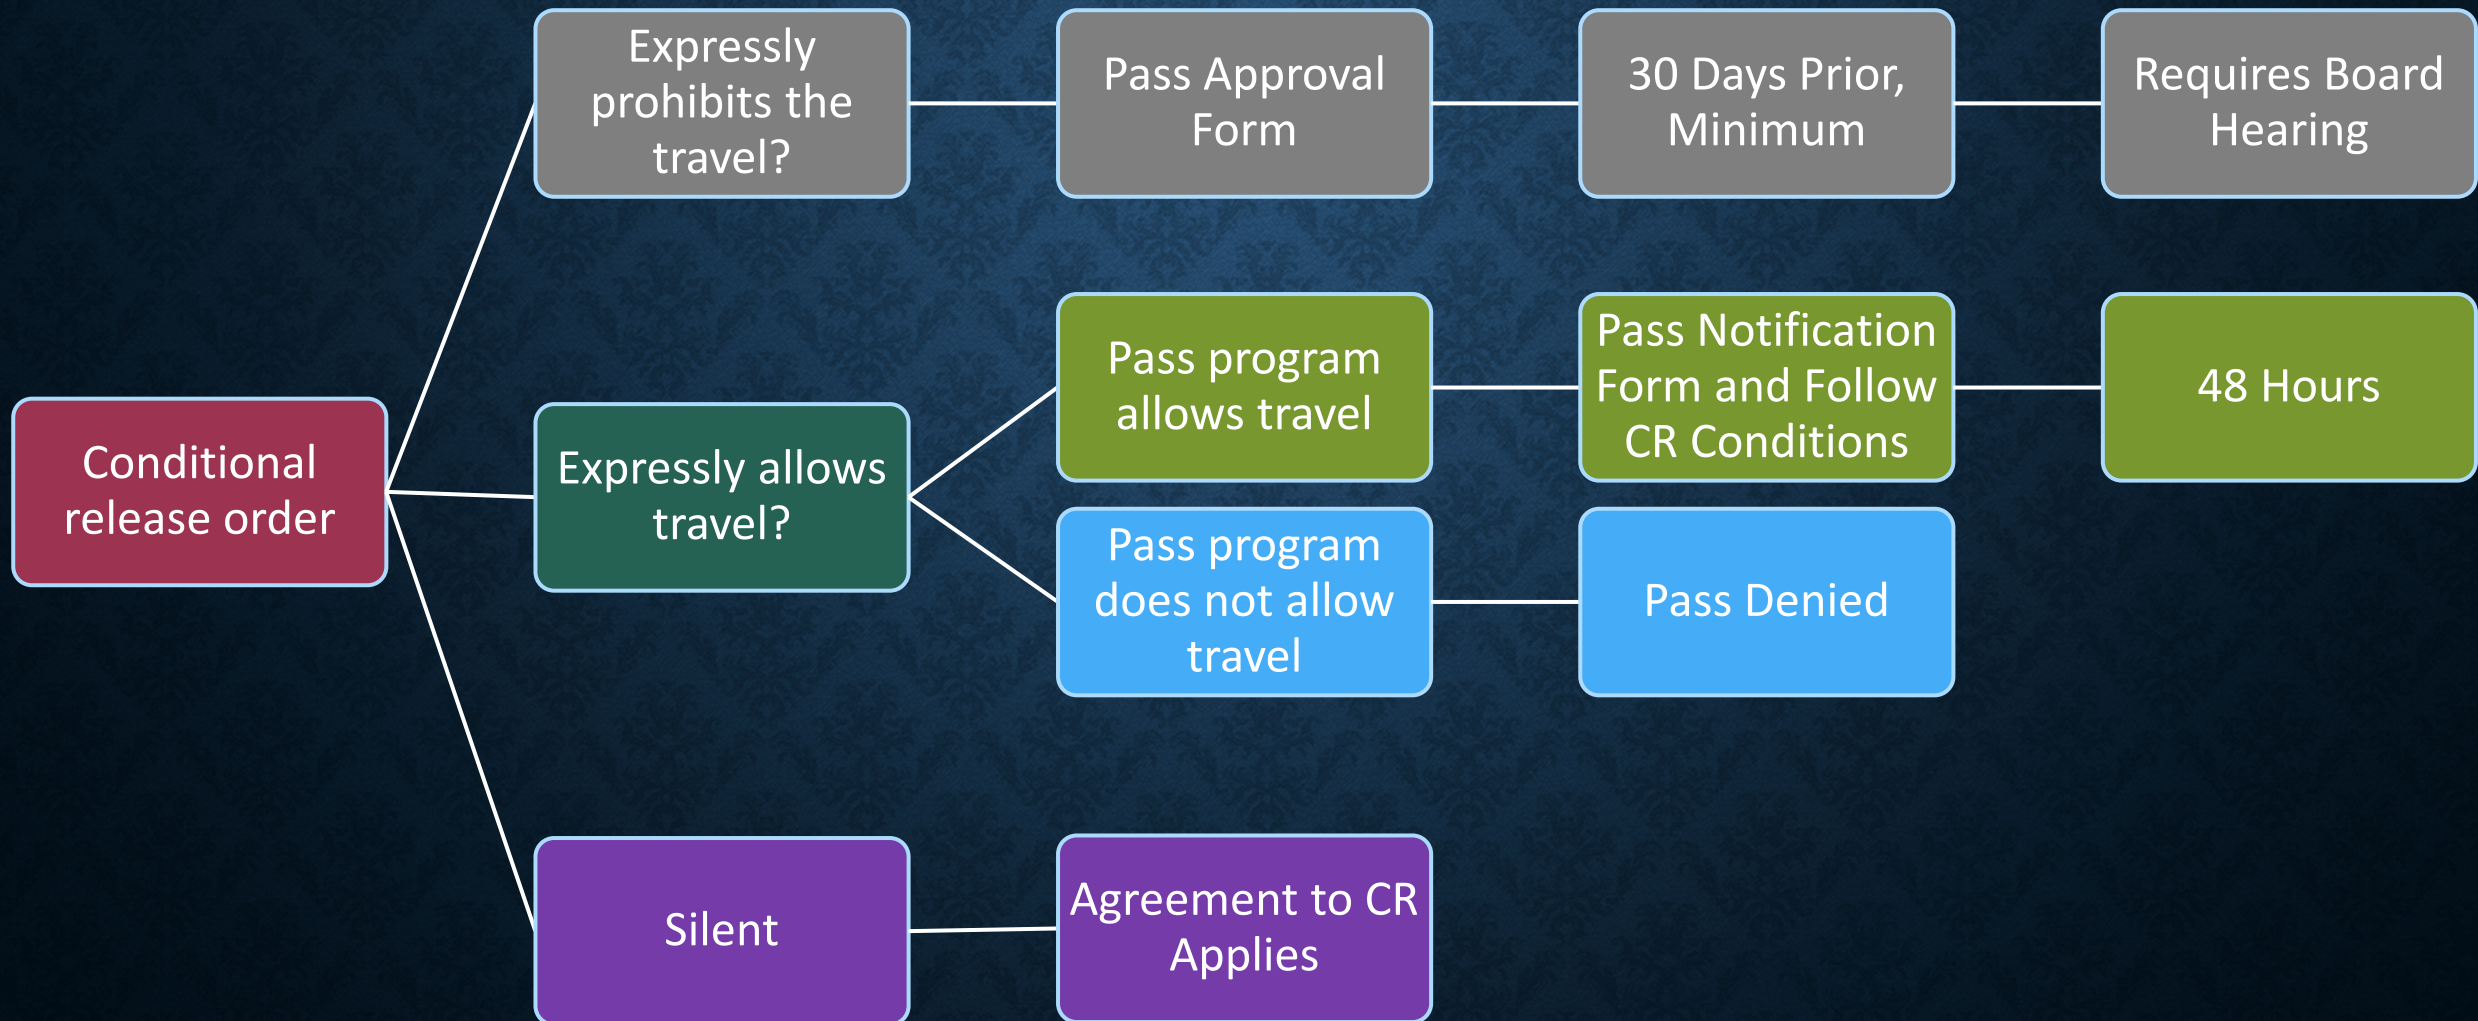 Expressly
prohibits the
travel?
Pass Approval
Form
30 Days Prior,
Minimum
Requires Board
Hearing
Conditional
release order
Expressly allows
travel?
Pass program
allows travel
Pass Notification
Form and Follow
CR Conditions
48 Hours
Pass program
does not allow
travel
Pass Denied
Silent
Agreement to CR
Applies